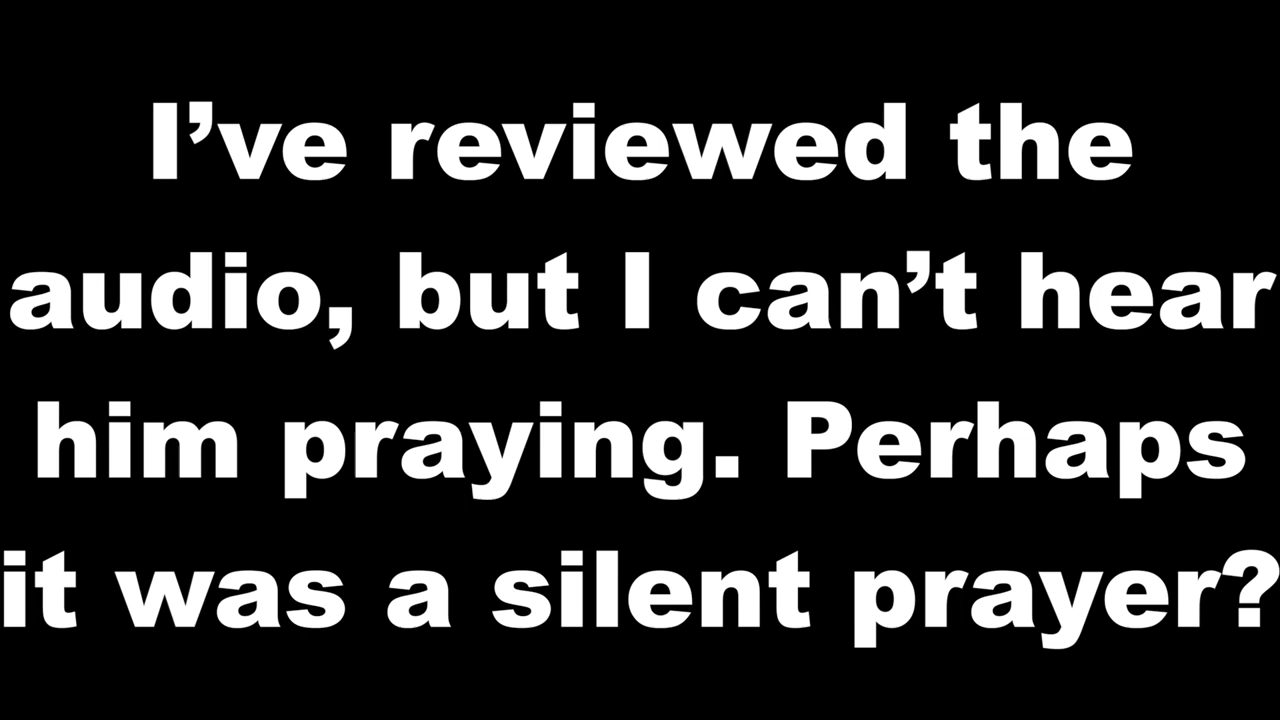 I’ve reviewed the
audio, but I can’t hear
him praying. Perhaps
it was a silent prayer?